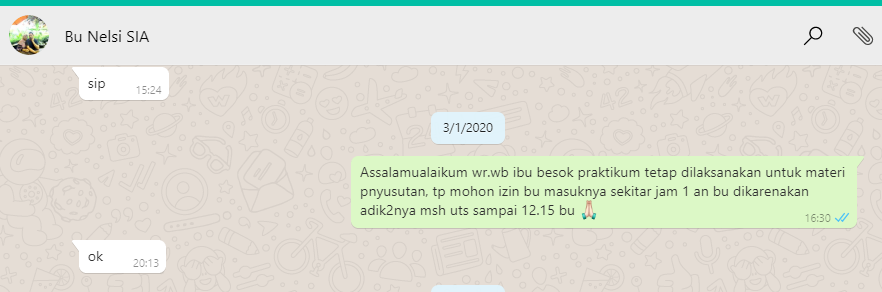 Bu Nelsi SIA
sip
15:24
3/1/2020
Assalamualaikum wr.wb ibu besok praktikum tetap dilaksanakan untuk materi
pnyusutan, tp mohon izin bu masuknya sekitar jam 1 an bu dikarenakan
adik2nya msh uts sampai 12.15 bu 🙏🏻
16:30
ok
20:13